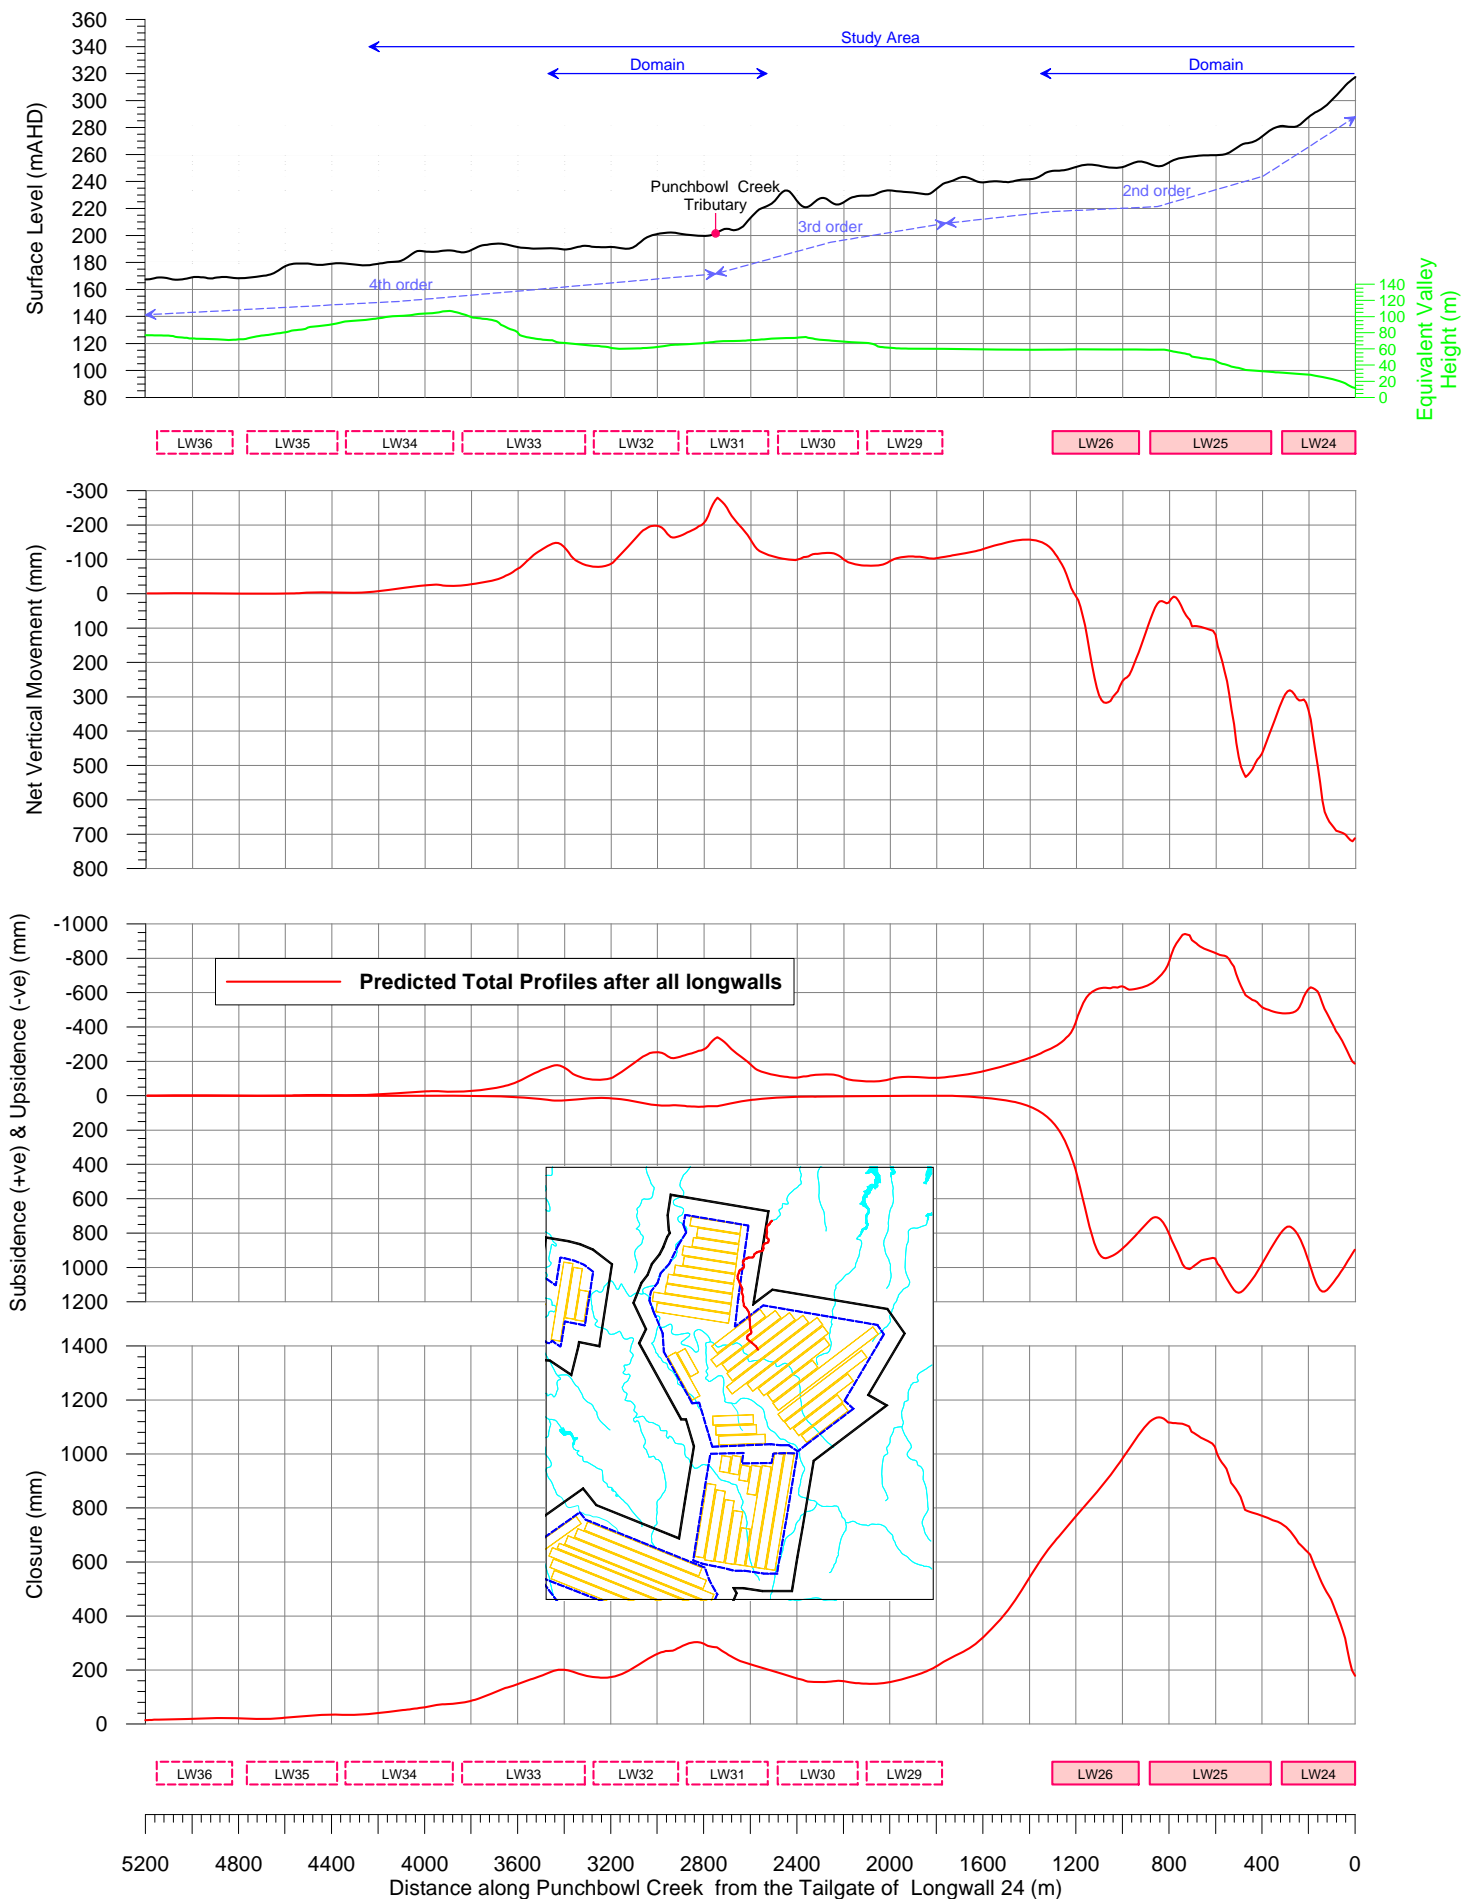 360
340
320
300
280
260
240
220
200
180
160
140
120
100
80
Surface Level (mAHD)
Study Area
Domain
Domain
Punchbowl Creek
Tributary
2nd order
3rd order
4th order
140
120
100
80
60
40
20
0
Equivalent Valley
Height (m)
LW36 LW35 LW34 LW33 LW32 LW31 LW30 LW29 LW26 LW25 LW24
-300
-200
-100
0
100
200
300
400
500
600
700
800
Net Vertical Movement (mm)
-1000
-800
-600
-400
-200
0
200
400
600
800
1000
1200
Subsidence (+ve) & Upsidence (-ve) (mm)
Predicted Total Profiles after all longwalls
1400
1200
1000
800
600
400
200
0
Closure (mm)
LW36 LW35 LW34 LW33 LW32 LW31 LW30 LW29 LW26 LW25 LW24
5200 4800 4400 4000 3600 3200 2800 2400 2000 1600 1200 800 400 0
Distance along Punchbowl Creek from the Tailgate of Longwall 24 (m)